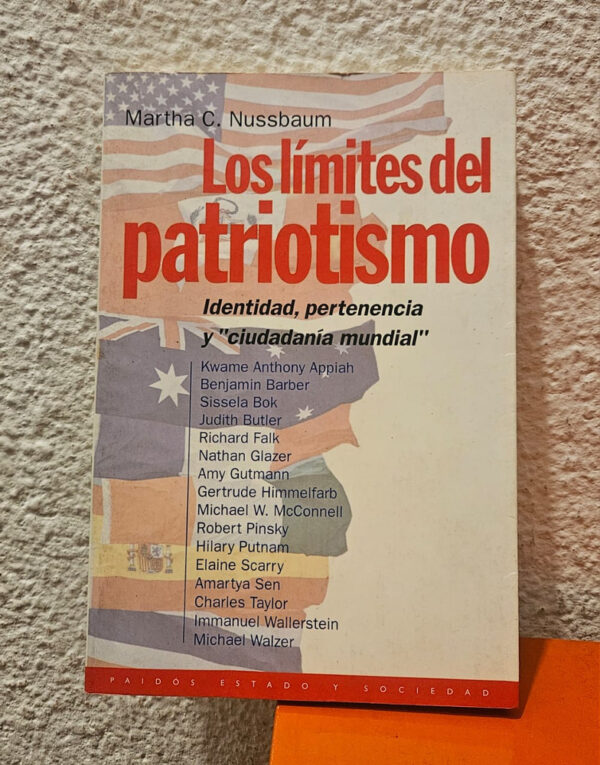 Martha C. Nussbaum
Los límites del
patriotismo
Identidad, pertenencia
y "ciudadanía mundial"
Kwame Anthony Appiah
Benjamin Barber
Sissela Bok
Judith Butler
Richard Falk
Nathan Glazer
Amy Gutmann
Gertrude Himmelfarb
Michael W. McConnell
Robert Pinsky
Hilary Putnam
Elaine Scarry
Amartya Sen
Charles Taylor
Immanuel Wallerstein
Michael Walzer
PAIDÓS ESTADO Y SOCIEDAD